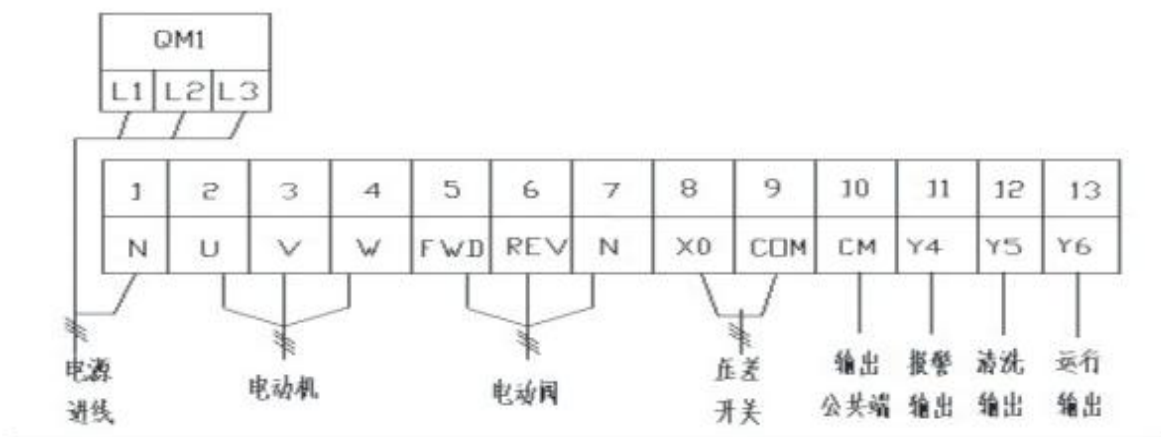 QM1
L1 L2 L3
1 2 3 4 5 6 7 8 9 10 11 12 13
N U V W FWD REV N X0 COM CM Y4 Y5 Y6
电源
进线
电动机
电动阀
压差
开关
输出
公共端
报警
输出
清洗
输出
运行
输出